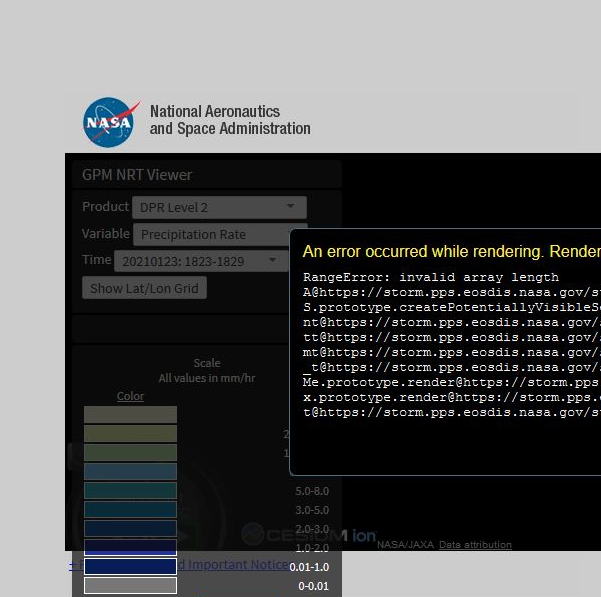 NASA
National Aeronautics
and Space Administration
GPM NRT Viewer
Product DPR Level 2
Variable Precipitation Rate
Time 20210123: 1823-1829
Show Lat/Lon Grid
An error occurred while rendering. Render
RangeError: invalid array length
A@https://storm.pps.eosdis.nasa.gov/s
S.prototype.createPotentiallyVisibleS
nt@https://storm.pps.eosdis.nasa.gov/
tt@https://storm.pps.eosdis.nasa.gov/
mt@https://storm.pps.eosdis.nasa.gov/
_t@https://storm.pps.eosdis.nasa.gov/
Me.prototype.render@https://storm.pps
x.prototype.render@https://storm.pps.
t@https://storm.pps.eosdis.nasa.gov/s
Scale
All values in mm/hr
Color
2
1
5.0-8.0
3.0-5.0
2.0-3.0
1.0-2.0
0.01-1.0
0-0.01
CESIUM ion
NASA/JAXA Data attribution
Important Notice